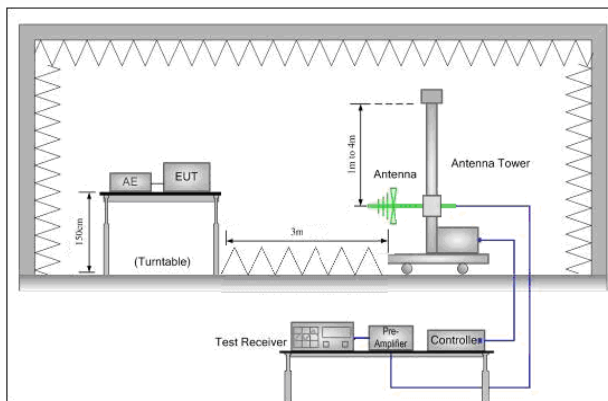 1m to 4m
Antenna
Antenna Tower
AE
EUT
150cm
(Turntable)
3m
Test Receiver
Pre-
Amplifier
Controller